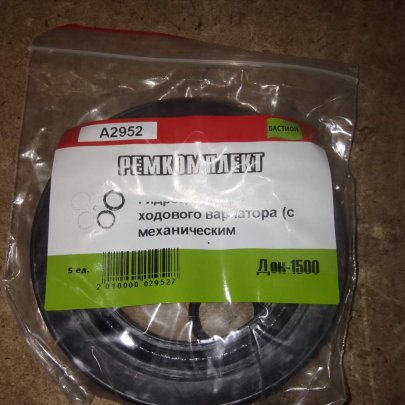 A2952
БАСТИОН
РЕМКОМПЛЕКТ
ходового вариатора (с
механическим
5 ед.
2 010000 029527
Дон-1500